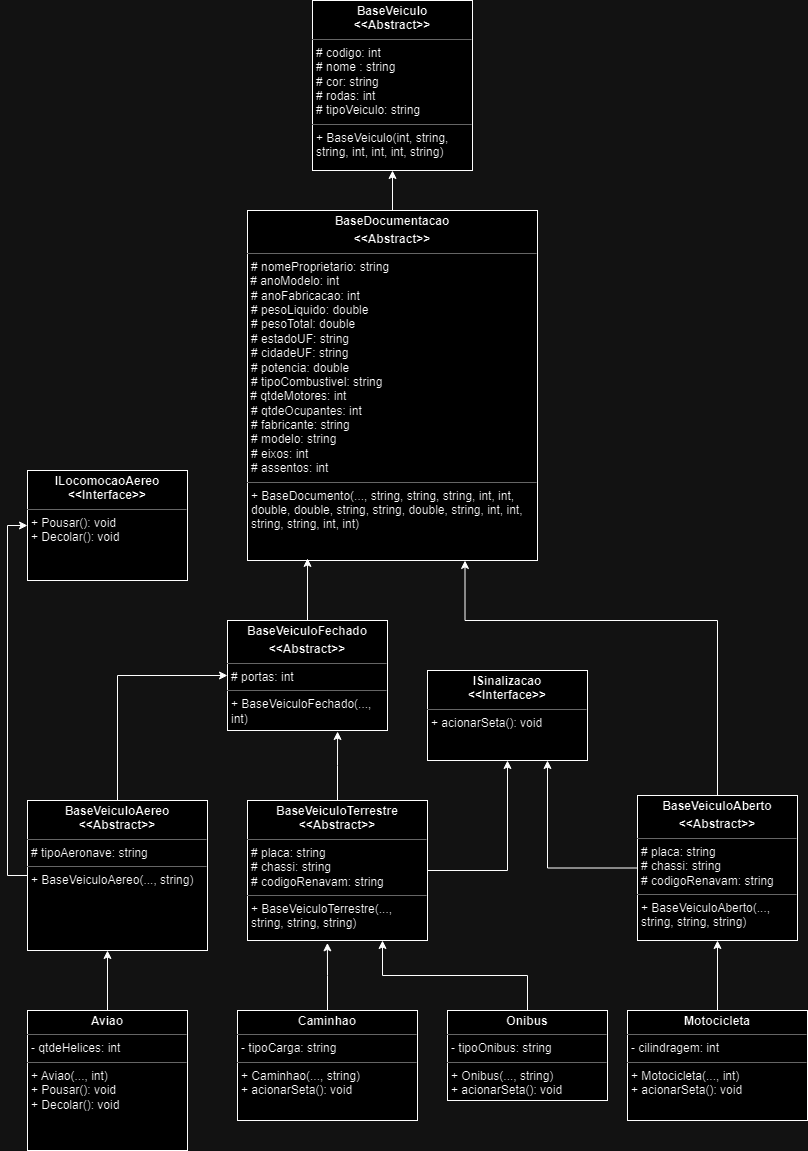 BaseVeiculo
<<Abstract>>
# codigo: int
# nome : string
# cor: string
# rodas: int
# tipoVeiculo: string
+ BaseVeiculo(int, string,
string, int, int, int, string)
BaseDocumentacao
<<Abstract>>
# nomeProprietario: string
# anoModelo: int
# anoFabricacao: int
# pesoLiquido: double
# pesoTotal: double
# estadoUF: string
# cidadeUF: string
# potencia: double
# tipoCombustivel: string
# qtdeMotores: int
# qtdeOcupantes: int
# fabricante: string
# modelo: string
# eixos: int
# assentos: int
+ BaseDocumento(..., string, string, string, int, int,
double, double, string, string, double, string, int, int,
string, string, int, int)
ILocomocaoAereo
<<Interface>>
+ Pousar(): void
+ Decolar(): void
BaseVeiculoFechado
<<Abstract>>
# portas: int
+ BaseVeiculoFechado(...,
int)
ISinalizacao
<<Interface>>
+ acionarSeta(): void
BaseVeiculoAereo
<<Abstract>>
# tipoAeronave: string
+ BaseVeiculoAereo(..., string)
BaseVeiculoTerrestre
<<Abstract>>
# placa: string
# chassi: string
# codigoRenavam: string
+ BaseVeiculoTerrestre(...,
string, string, string)
BaseVeiculoAberto
<<Abstract>>
# placa: string
# chassi: string
# codigoRenavam: string
+ BaseVeiculoAberto(...,
string, string, string)
Aviao
- qtdeHelices: int
+ Aviao(..., int)
+ Pousar(): void
+ Decolar(): void
Caminhao
- tipoCarga: string
+ Caminhao(..., string)
+ acionarSeta(): void
Onibus
- tipoOnibus: string
+ Onibus(..., string)
+ acionarSeta(): void
Motocicleta
- cilindragem: int
+ Motocicleta(..., int)
+ acionarSeta(): void